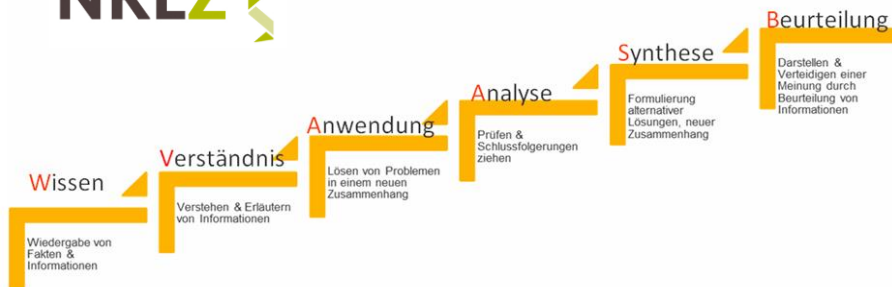 NKLZ
Beurteilung
Darstellen &
Verteidigen einer
Meinung durch
Beurteilung von
Informationen
Synthese
Formulierung
alternativer
Lösungen, neuer
Zusammenhang
Analyse
Prüfen &
Schlussfolgerungen
ziehen
Anwendung
Lösen von Problemen
in einem neuen
Zusammenhang
Verständnis
Verstehen & Erläutern
von Informationen
Wissen
Wiedergabe von
Fakten &
Informationen